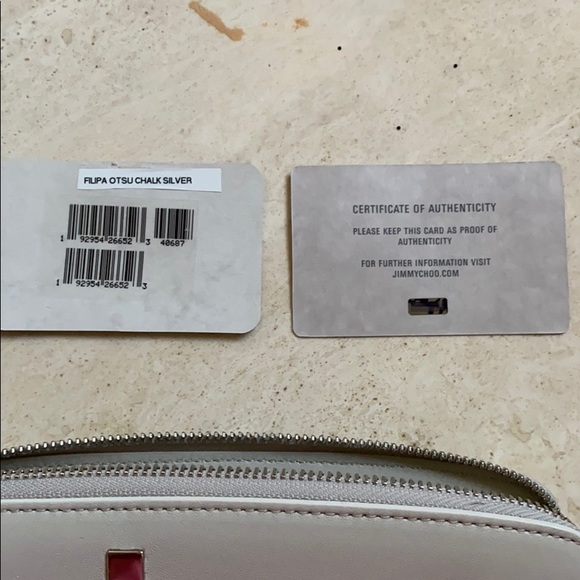 FILIPA OTSU CHALK SILVER
1 92954 26652 3 40687
1 92954 26652 3
CERTIFICATE OF AUTHENTICITY
PLEASE KEEP THIS CARD AS PROOF OF
AUTHENTICITY
FOR FURTHER INFORMATION VISIT
JIMMYCHOO.COM